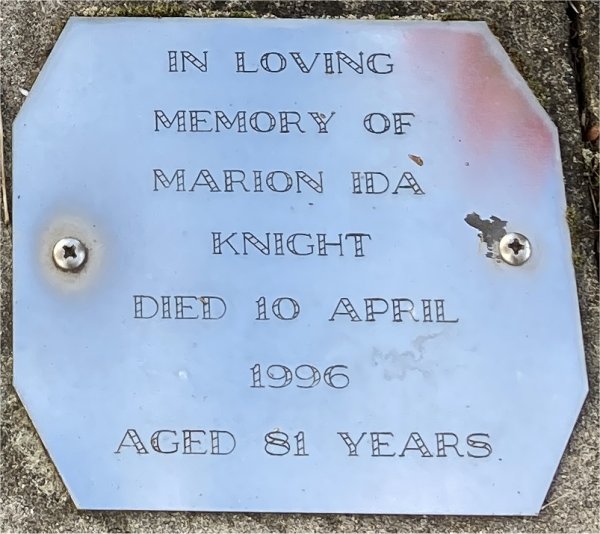 IN LOVING
MEMORY OF
MARION IDA
KNIGHT
DIED 10 APRIL
1996
AGED 81 YEARS